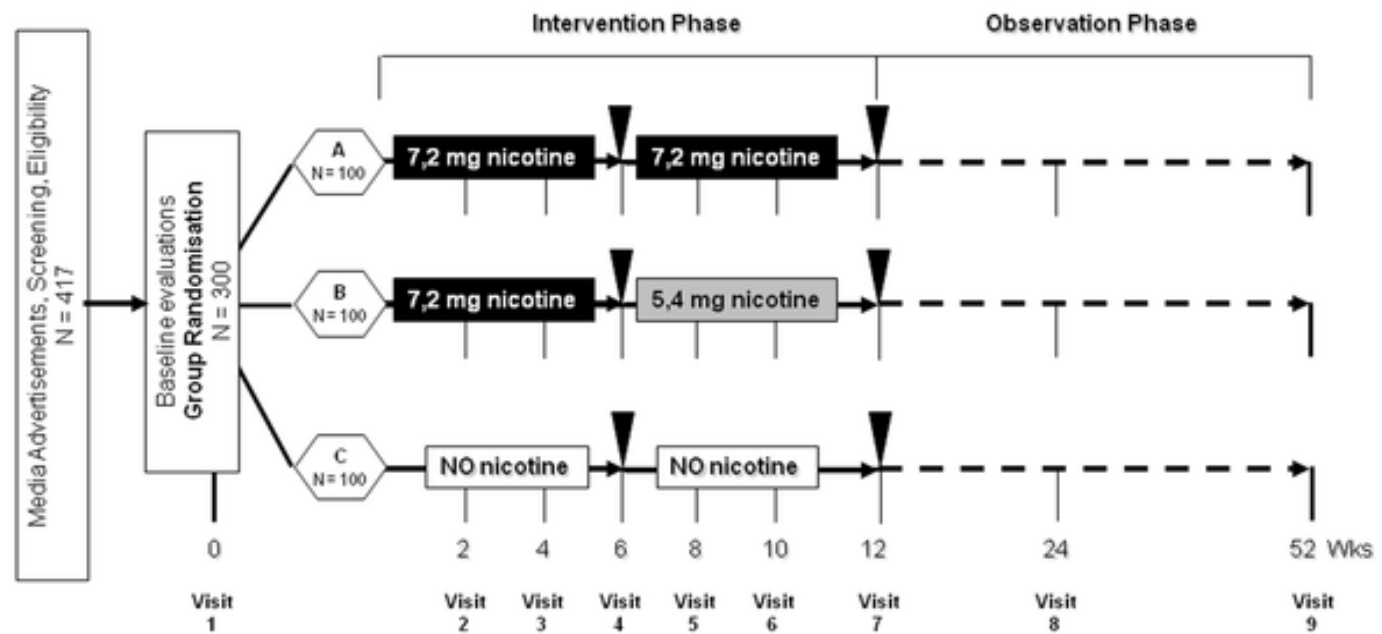 Intervention Phase
Observation Phase
Media Advertisements, Screening, Eligibility
N = 417
Baseline evaluations
Group Randomisation
N = 300
A
N = 100
7,2 mg nicotine
7,2 mg nicotine
B
N = 100
7,2 mg nicotine
5,4 mg nicotine
C
N = 100
NO nicotine
NO nicotine
0
2
4
6
8
10
12
24
52 Wks
Visit
1
Visit
2
Visit
3
Visit
4
Visit
5
Visit
6
Visit
7
Visit
8
Visit
9